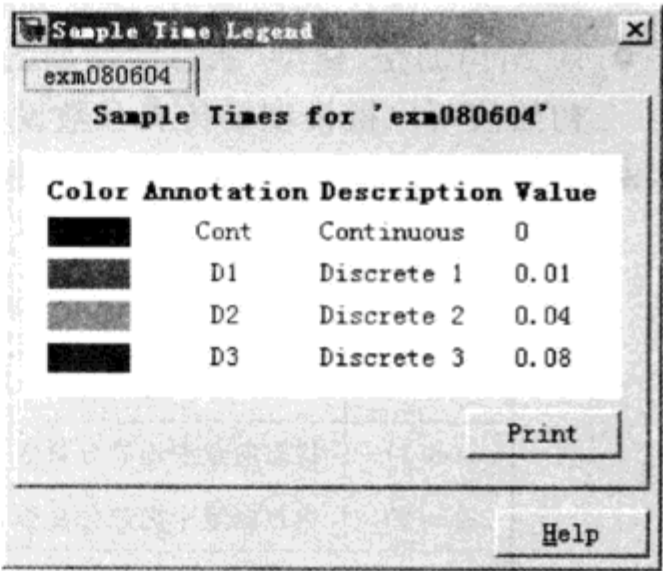 Sample Time Legend
exm080604
Sample Times for 'exm080604'
Color Annotation Description Value
Cont Continuous 0
D1 Discrete 1 0.01
D2 Discrete 2 0.04
D3 Discrete 3 0.08
Print
Help